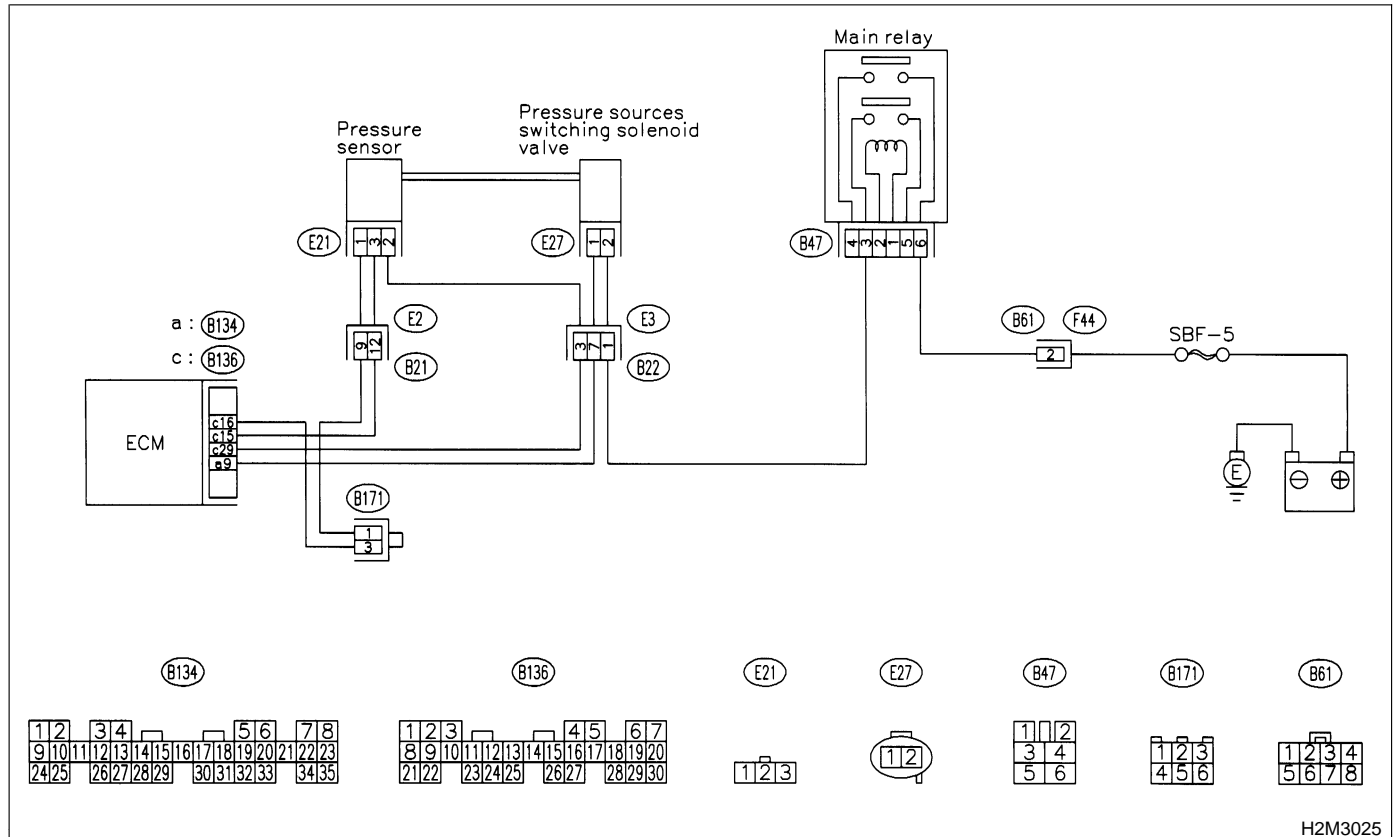 Main relay
Pressure sources
switching solenoid
valve
Pressure
sensor
E21
1 3 2
E27
1 2
B47
4 3 2 1 5 6
a : B134
c : B136
E2
9 12
B21
E3
3 7 1
B22
B61
F44
2
SBF-5
ECM
c16
c15
c29
a9
E
⊖ ⊕
B171
1
3
B134
B136
E21
E27
B47
B171
B61
1 2 3 4 5 6 7 8
9 10 11 12 13 14 15 16 17 18 19 20 21 22 23
24 25 26 27 28 29 30 31 32 33 34 35
1 2 3 4 5 6 7
8 9 10 11 12 13 14 15 16 17 18 19 20
21 22 23 24 25 26 27 28 29 30
1 2 3
1 2
1 2
3 4
5 6
1 2 3
4 5 6
1 2 3 4
5 6 7 8
H2M3025